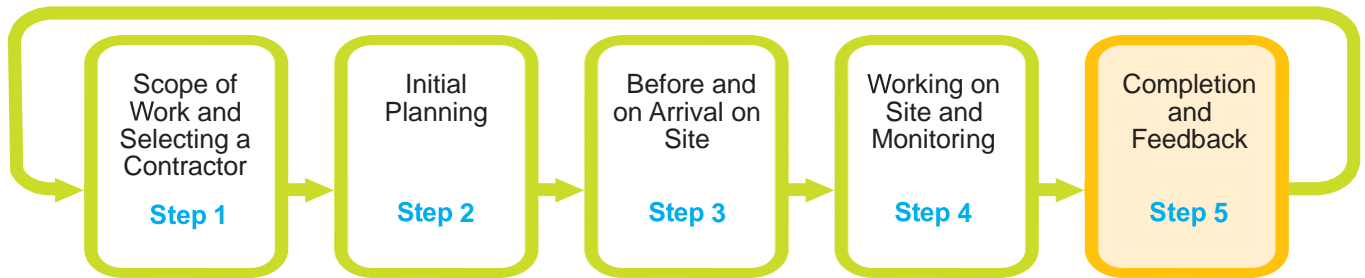 Scope of
Work and
Selecting a
Contractor
Step 1
Initial
Planning
Step 2
Before and
on Arrival on
Site
Step 3
Working on
Site and
Monitoring
Step 4
Completion
and
Feedback
Step 5